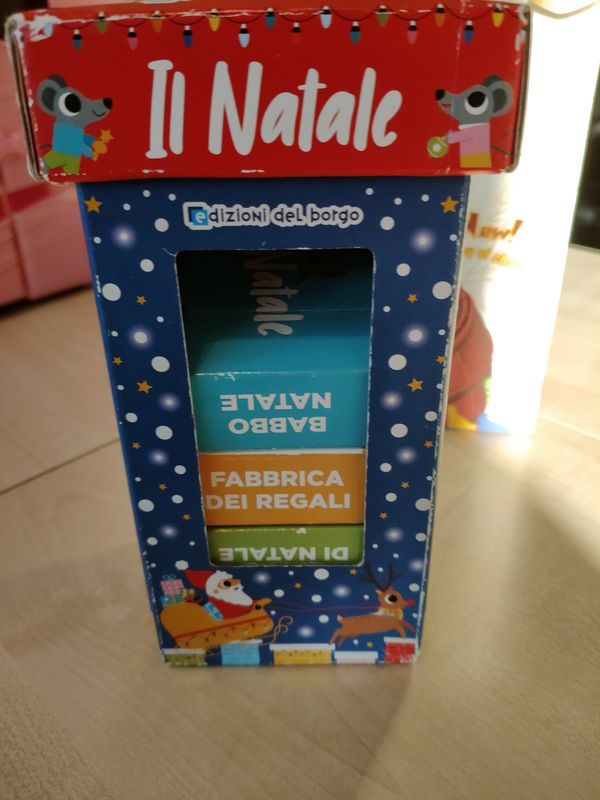 Il Natale
edizioni del borgo
Natale
BABBO
NATALE
FABBRICA
DEI REGALI
DI NATALE